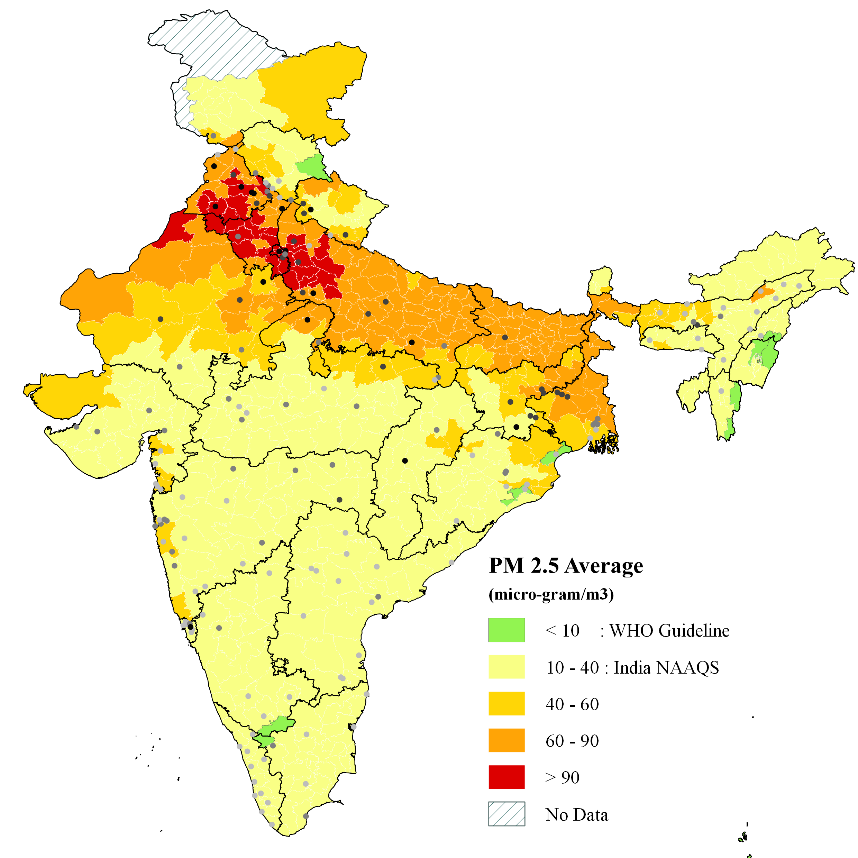 PM 2.5 Average
(micro-gram/m3)
< 10 : WHO Guideline
10 - 40 : India NAAQS
40 - 60
60 - 90
> 90
No Data